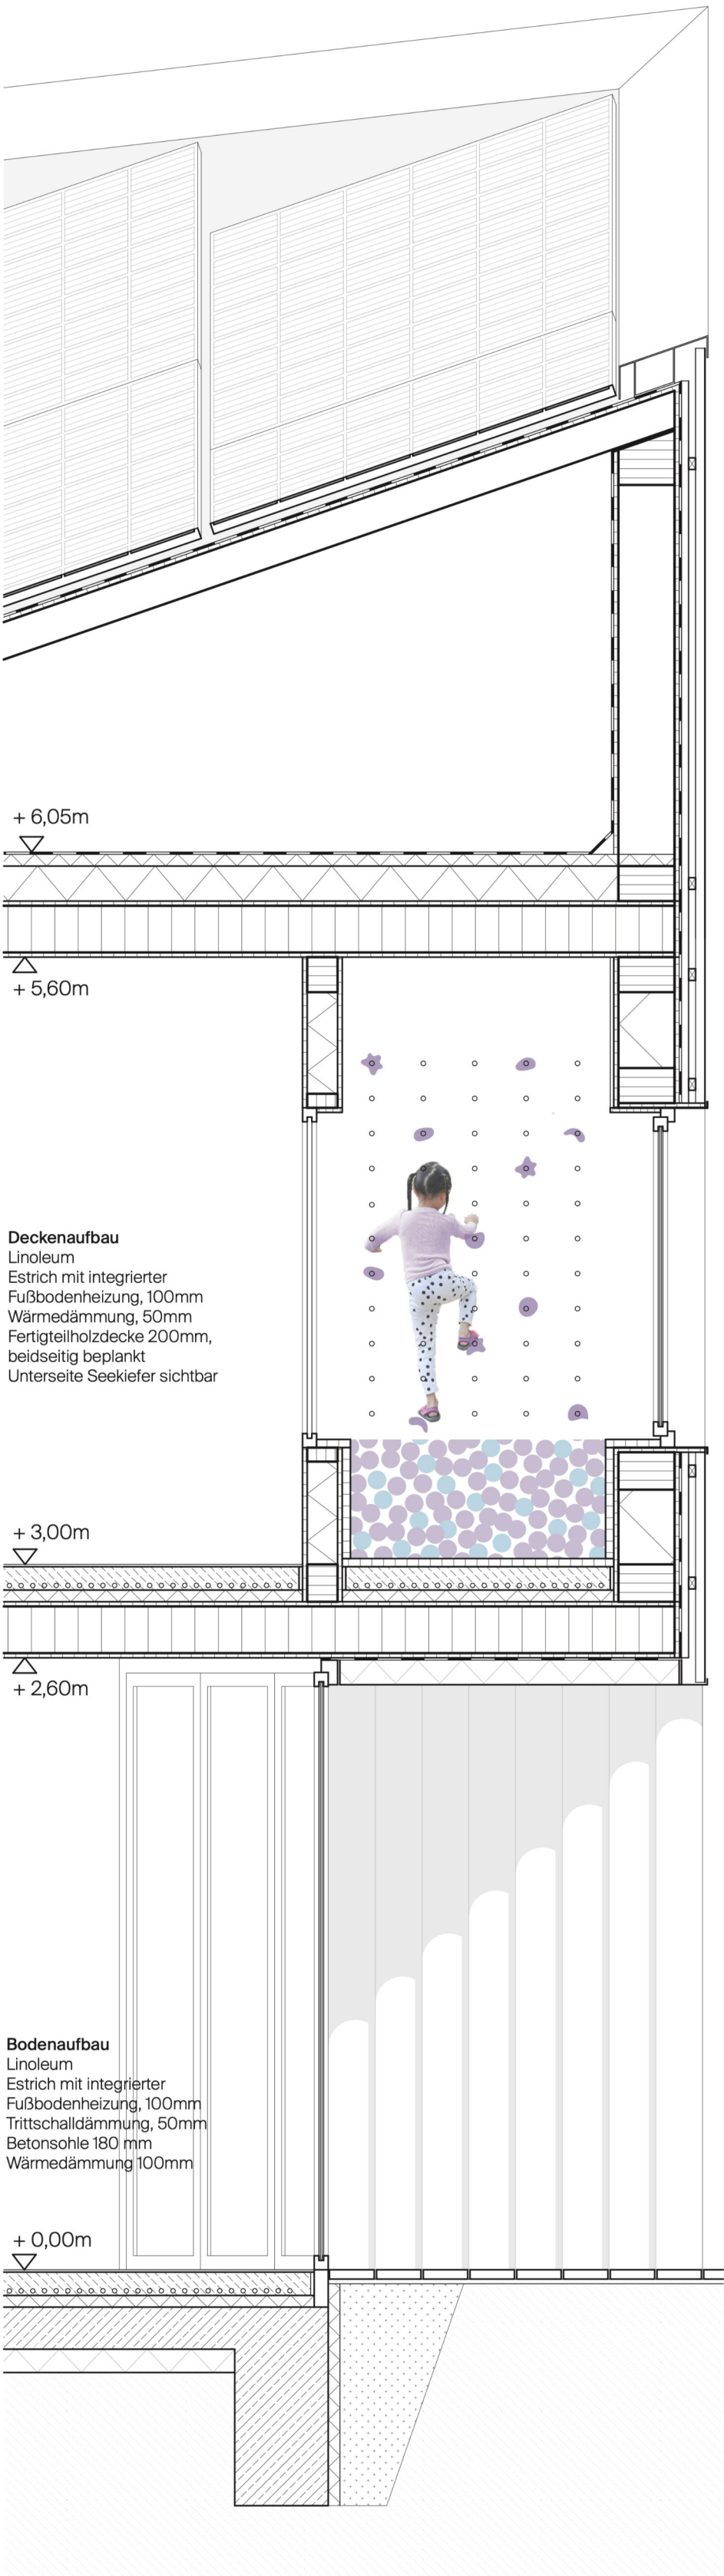 + 6,05m
+ 5,60m
Deckenaufbau
Linoleum
Estrich mit integrierter
Fußbodenheizung, 100mm
Wärmedämmung, 50mm
Fertigteilholzdecke 200mm,
beidseitig beplankt
Unterseite Seekiefer sichtbar
+ 3,00m
+ 2,60m
Bodenaufbau
Linoleum
Estrich mit integrierter
Fußbodenheizung, 100mm
Trittschalldämmung, 50mm
Betonsohle 180 mm
Wärmedämmung 100mm
+ 0,00m